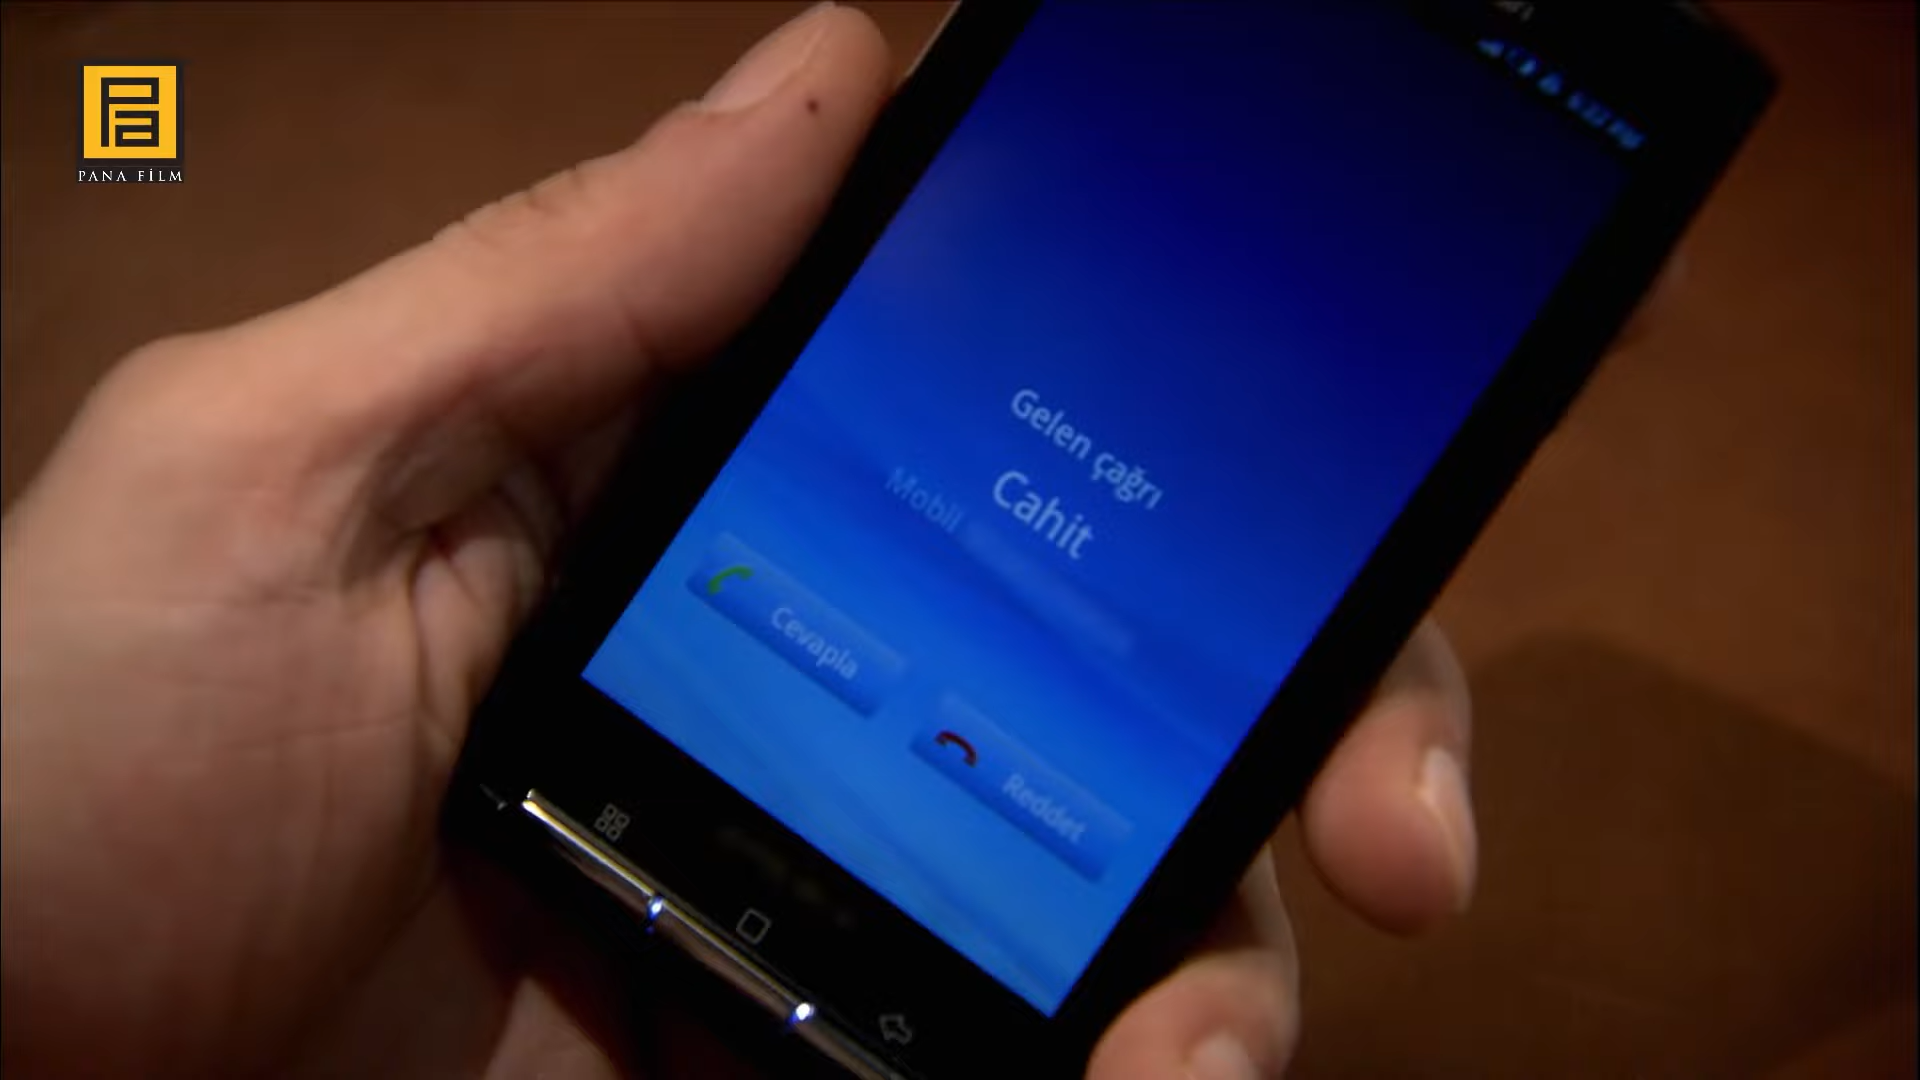 PANA FİLM
Gelen çağrı
Cahit
Mobil
Cevapla
Reddet